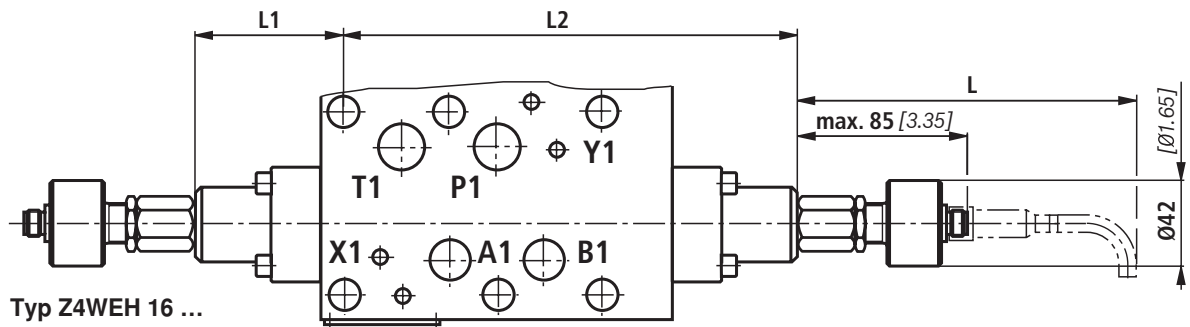 L1
L2
L
max. 85 [3.35]
[Ø1.65]
Ø42
Y1
T1
P1
X1
A1
B1
Typ Z4WEH 16 ...